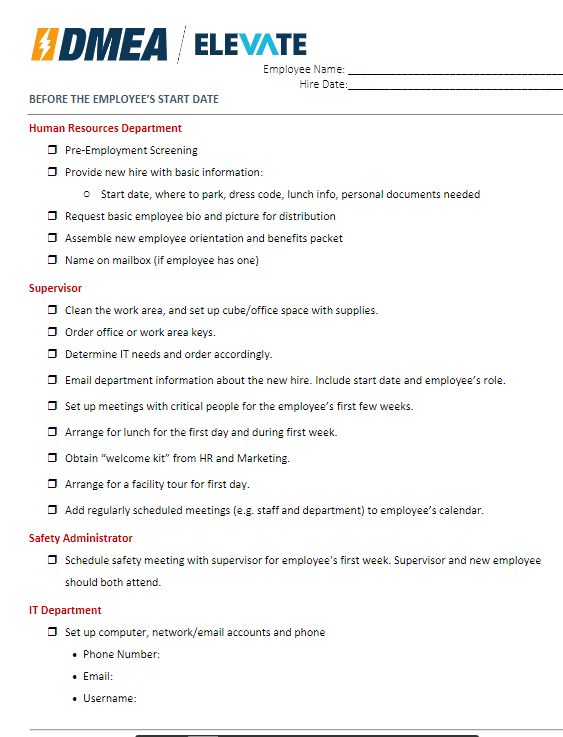 DMEA / ELEVATE
Employee Name: ____________________
Hire Date:____________________
BEFORE THE EMPLOYEE'S START DATE
Human Resources Department
❒ Pre-Employment Screening
❒ Provide new hire with basic information:
o Start date, where to park, dress code, lunch info, personal documents needed
❒ Request basic employee bio and picture for distribution
❒ Assemble new employee orientation and benefits packet
❒ Name on mailbox (if employee has one)
Supervisor
❒ Clean the work area, and set up cube/office space with supplies.
❒ Order office or work area keys.
❒ Determine IT needs and order accordingly.
❒ Email department information about the new hire. Include start date and employee's role.
❒ Set up meetings with critical people for the employee's first few weeks.
❒ Arrange for lunch for the first day and during first week.
❒ Obtain “welcome kit” from HR and Marketing.
❒ Arrange for a facility tour for first day.
❒ Add regularly scheduled meetings (e.g. staff and department) to employee's calendar.
Safety Administrator
❒ Schedule safety meeting with supervisor for employee's first week. Supervisor and new employee
should both attend.
IT Department
❒ Set up computer, network/email accounts and phone
• Phone Number:
• Email:
• Username: